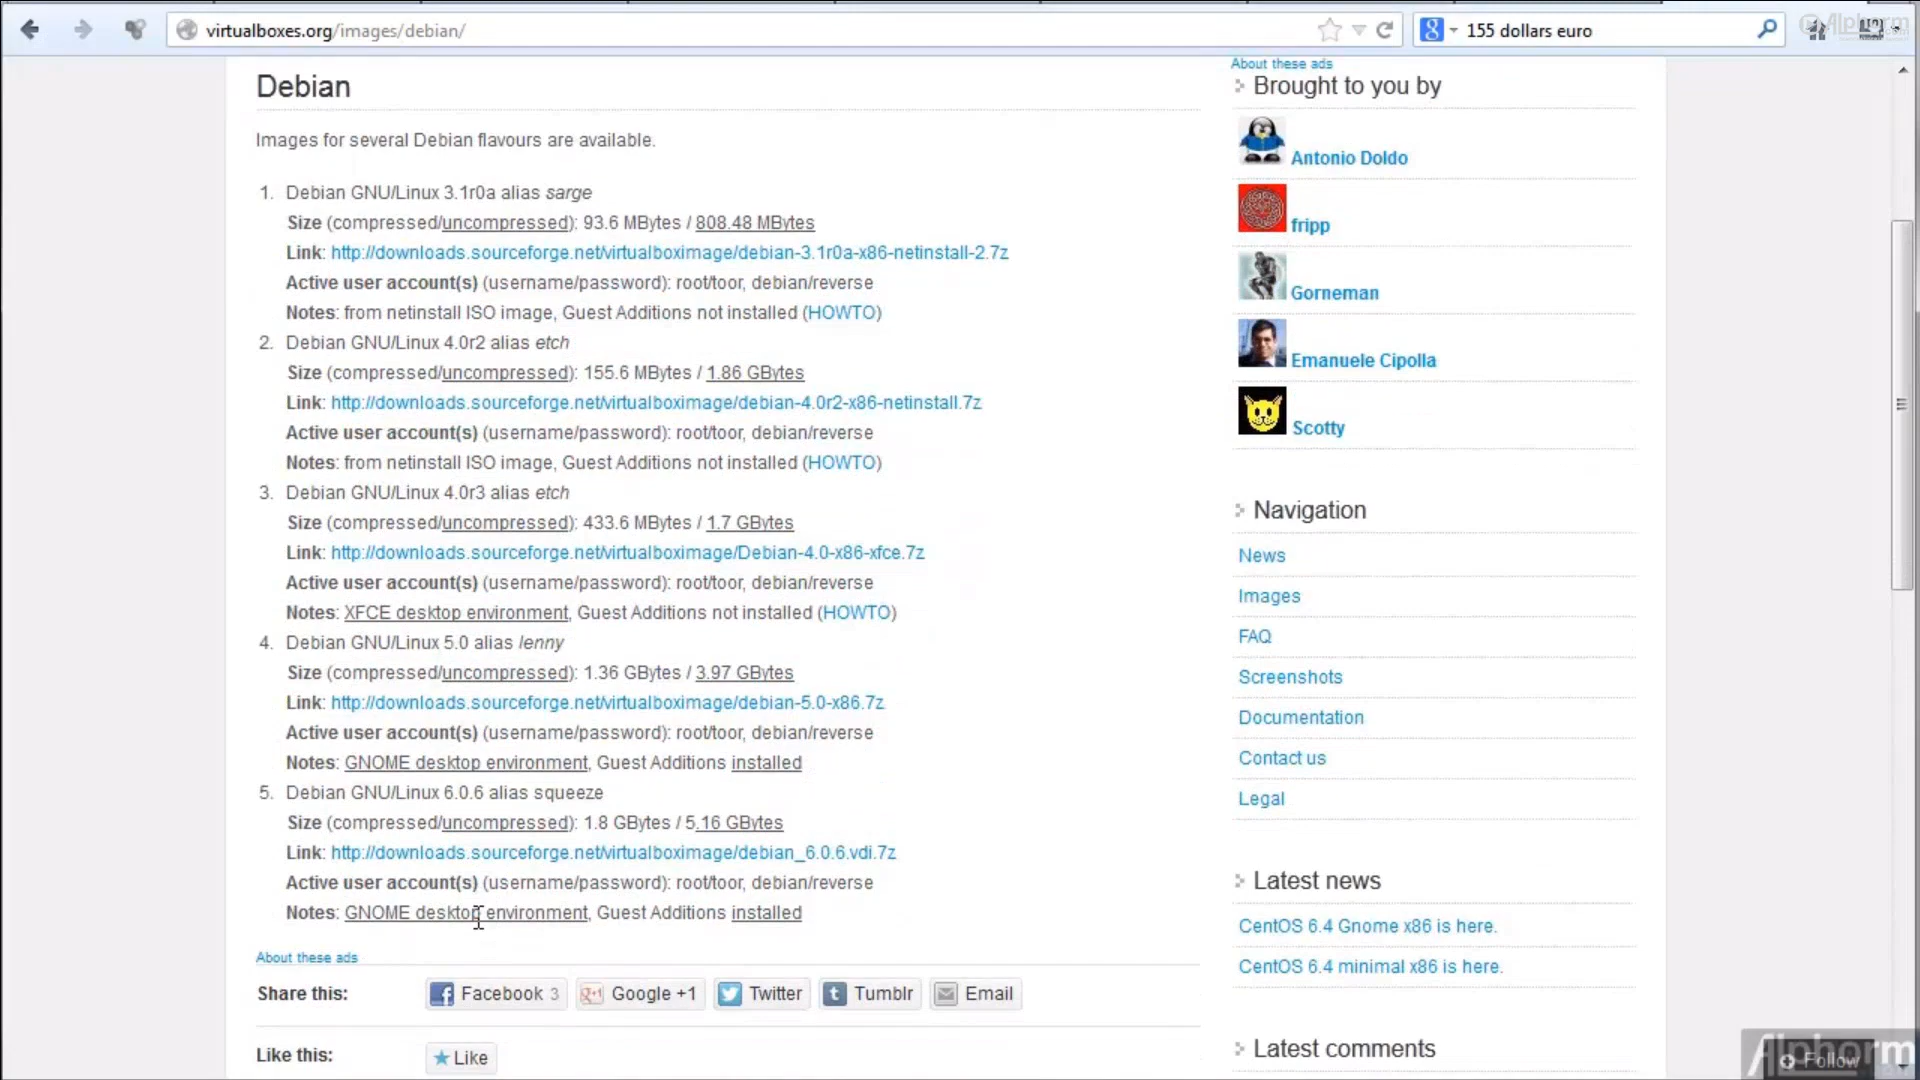 virtualboxes.org/images/debian/
155 dollars euro
Alphorm
Debian
Images for several Debian flavours are available.
1. Debian GNU/Linux 3.1r0a alias sarge
Size (compressed/uncompressed): 93.6 MBytes / 808.48 MBytes
Link: http://downloads.sourceforge.net/virtualboximage/debian-3.1r0a-x86-netinstall-2.7z
Active user account(s) (username/password): root/toor, debian/reverse
Notes: from netinstall ISO image, Guest Additions not installed (HOWTO)
2. Debian GNU/Linux 4.0r2 alias etch
Size (compressed/uncompressed): 155.6 MBytes / 1.86 GBytes
Link: http://downloads.sourceforge.net/virtualboximage/debian-4.0r2-x86-netinstall.7z
Active user account(s) (username/password): root/toor, debian/reverse
Notes: from netinstall ISO image, Guest Additions not installed (HOWTO)
3. Debian GNU/Linux 4.0r3 alias etch
Size (compressed/uncompressed): 433.6 MBytes / 1.7 GBytes
Link: http://downloads.sourceforge.net/virtualboximage/Debian-4.0-x86-xfce.7z
Active user account(s) (username/password): root/toor, debian/reverse
Notes: XFCE desktop environment, Guest Additions not installed (HOWTO)
4. Debian GNU/Linux 5.0 alias lenny
Size (compressed/uncompressed): 1.36 GBytes / 3.97 GBytes
Link: http://downloads.sourceforge.net/virtualboximage/debian-5.0-x86.7z
Active user account(s) (username/password): root/toor, debian/reverse
Notes: GNOME desktop environment, Guest Additions installed
5. Debian GNU/Linux 6.0.6 alias squeeze
Size (compressed/uncompressed): 1.8 GBytes / 5.16 GBytes
Link: http://downloads.sourceforge.net/virtualboximage/debian_6.0.6.vdi.7z
Active user account(s) (username/password): root/toor, debian/reverse
Notes: GNOME desktop environment, Guest Additions installed
About these ads
Share this: Facebook 3 Google +1 Twitter Tumblr Email
Like this: Like
About these ads
Brought to you by
Antonio Doldo
fripp
Gorneman
Emanuele Cipolla
Scotty
Navigation
News
Images
FAQ
Screenshots
Documentation
Contact us
Legal
Latest news
CentOS 6.4 Gnome x86 is here.
CentOS 6.4 minimal x86 is here.
Latest comments
Alphorm
Follow